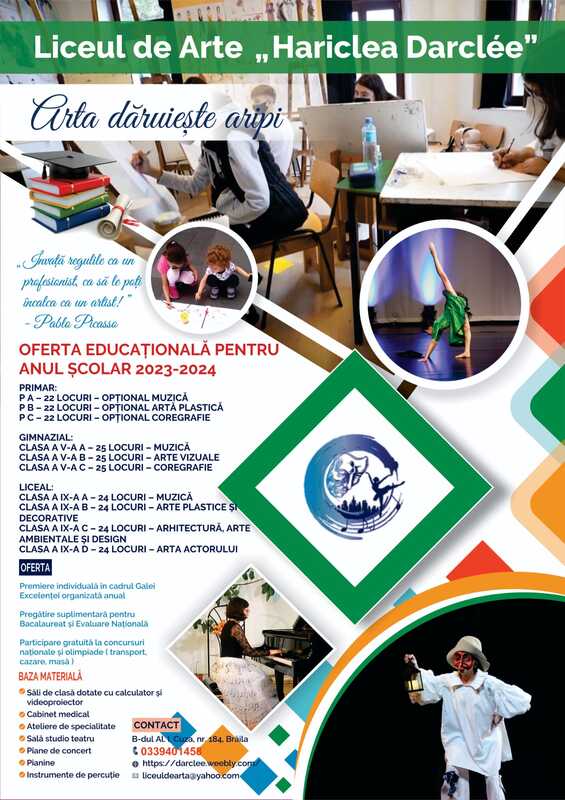 Liceul de Arte „Hariclea Darclée”
Arta dăruiește aripi
„Învață regulile ca un
profesionist, ca să le poți
încalca ca un artist! ”
- Pablo Picasso
OFERTA EDUCAȚIONALĂ PENTRU
ANUL ȘCOLAR 2023-2024
PRIMAR:
P A – 22 LOCURI – OPȚIONAL MUZICĂ
P B – 22 LOCURI – OPȚIONAL ARTĂ PLASTICĂ
P C – 22 LOCURI – OPȚIONAL COREGRAFIE
GIMNAZIAL:
CLASA A V-A A – 25 LOCURI – MUZICĂ
CLASA A V-A B – 25 LOCURI – ARTE VIZUALE
CLASA A V-A C – 25 LOCURI – COREGRAFIE
LICEAL:
CLASA A IX-A A – 24 LOCURI – MUZICĂ
CLASA A IX-A B – 24 LOCURI – ARTE PLASTICE ȘI
DECORATIVE
CLASA A IX-A C – 24 LOCURI – ARHITECTURĂ, ARTE
AMBIENTALE ȘI DESIGN
CLASA A IX-A D – 24 LOCURI – ARTA ACTORULUI
OFERTA
Premiere individuală în cadrul Galei
Excelenței organizată anual
Pregătire suplimentară pentru
Bacalaureat și Evaluare Națională
Participare gratuită la concursuri
naționale și olimpiade ( transport,
cazare, masă )
BAZA MATERIALĂ
Săli de clasă dotate cu calculator și
videoproiector
Cabinet medical
Ateliere de specialitate
Sală studio teatru
Piane de concert
Pianine
Instrumente de percuție
CONTACT
B-dul Al. I. Cuza, nr. 184, Brăila
0339401458
https://darclee.weebly.com/
liceuldearta@yahoo.com